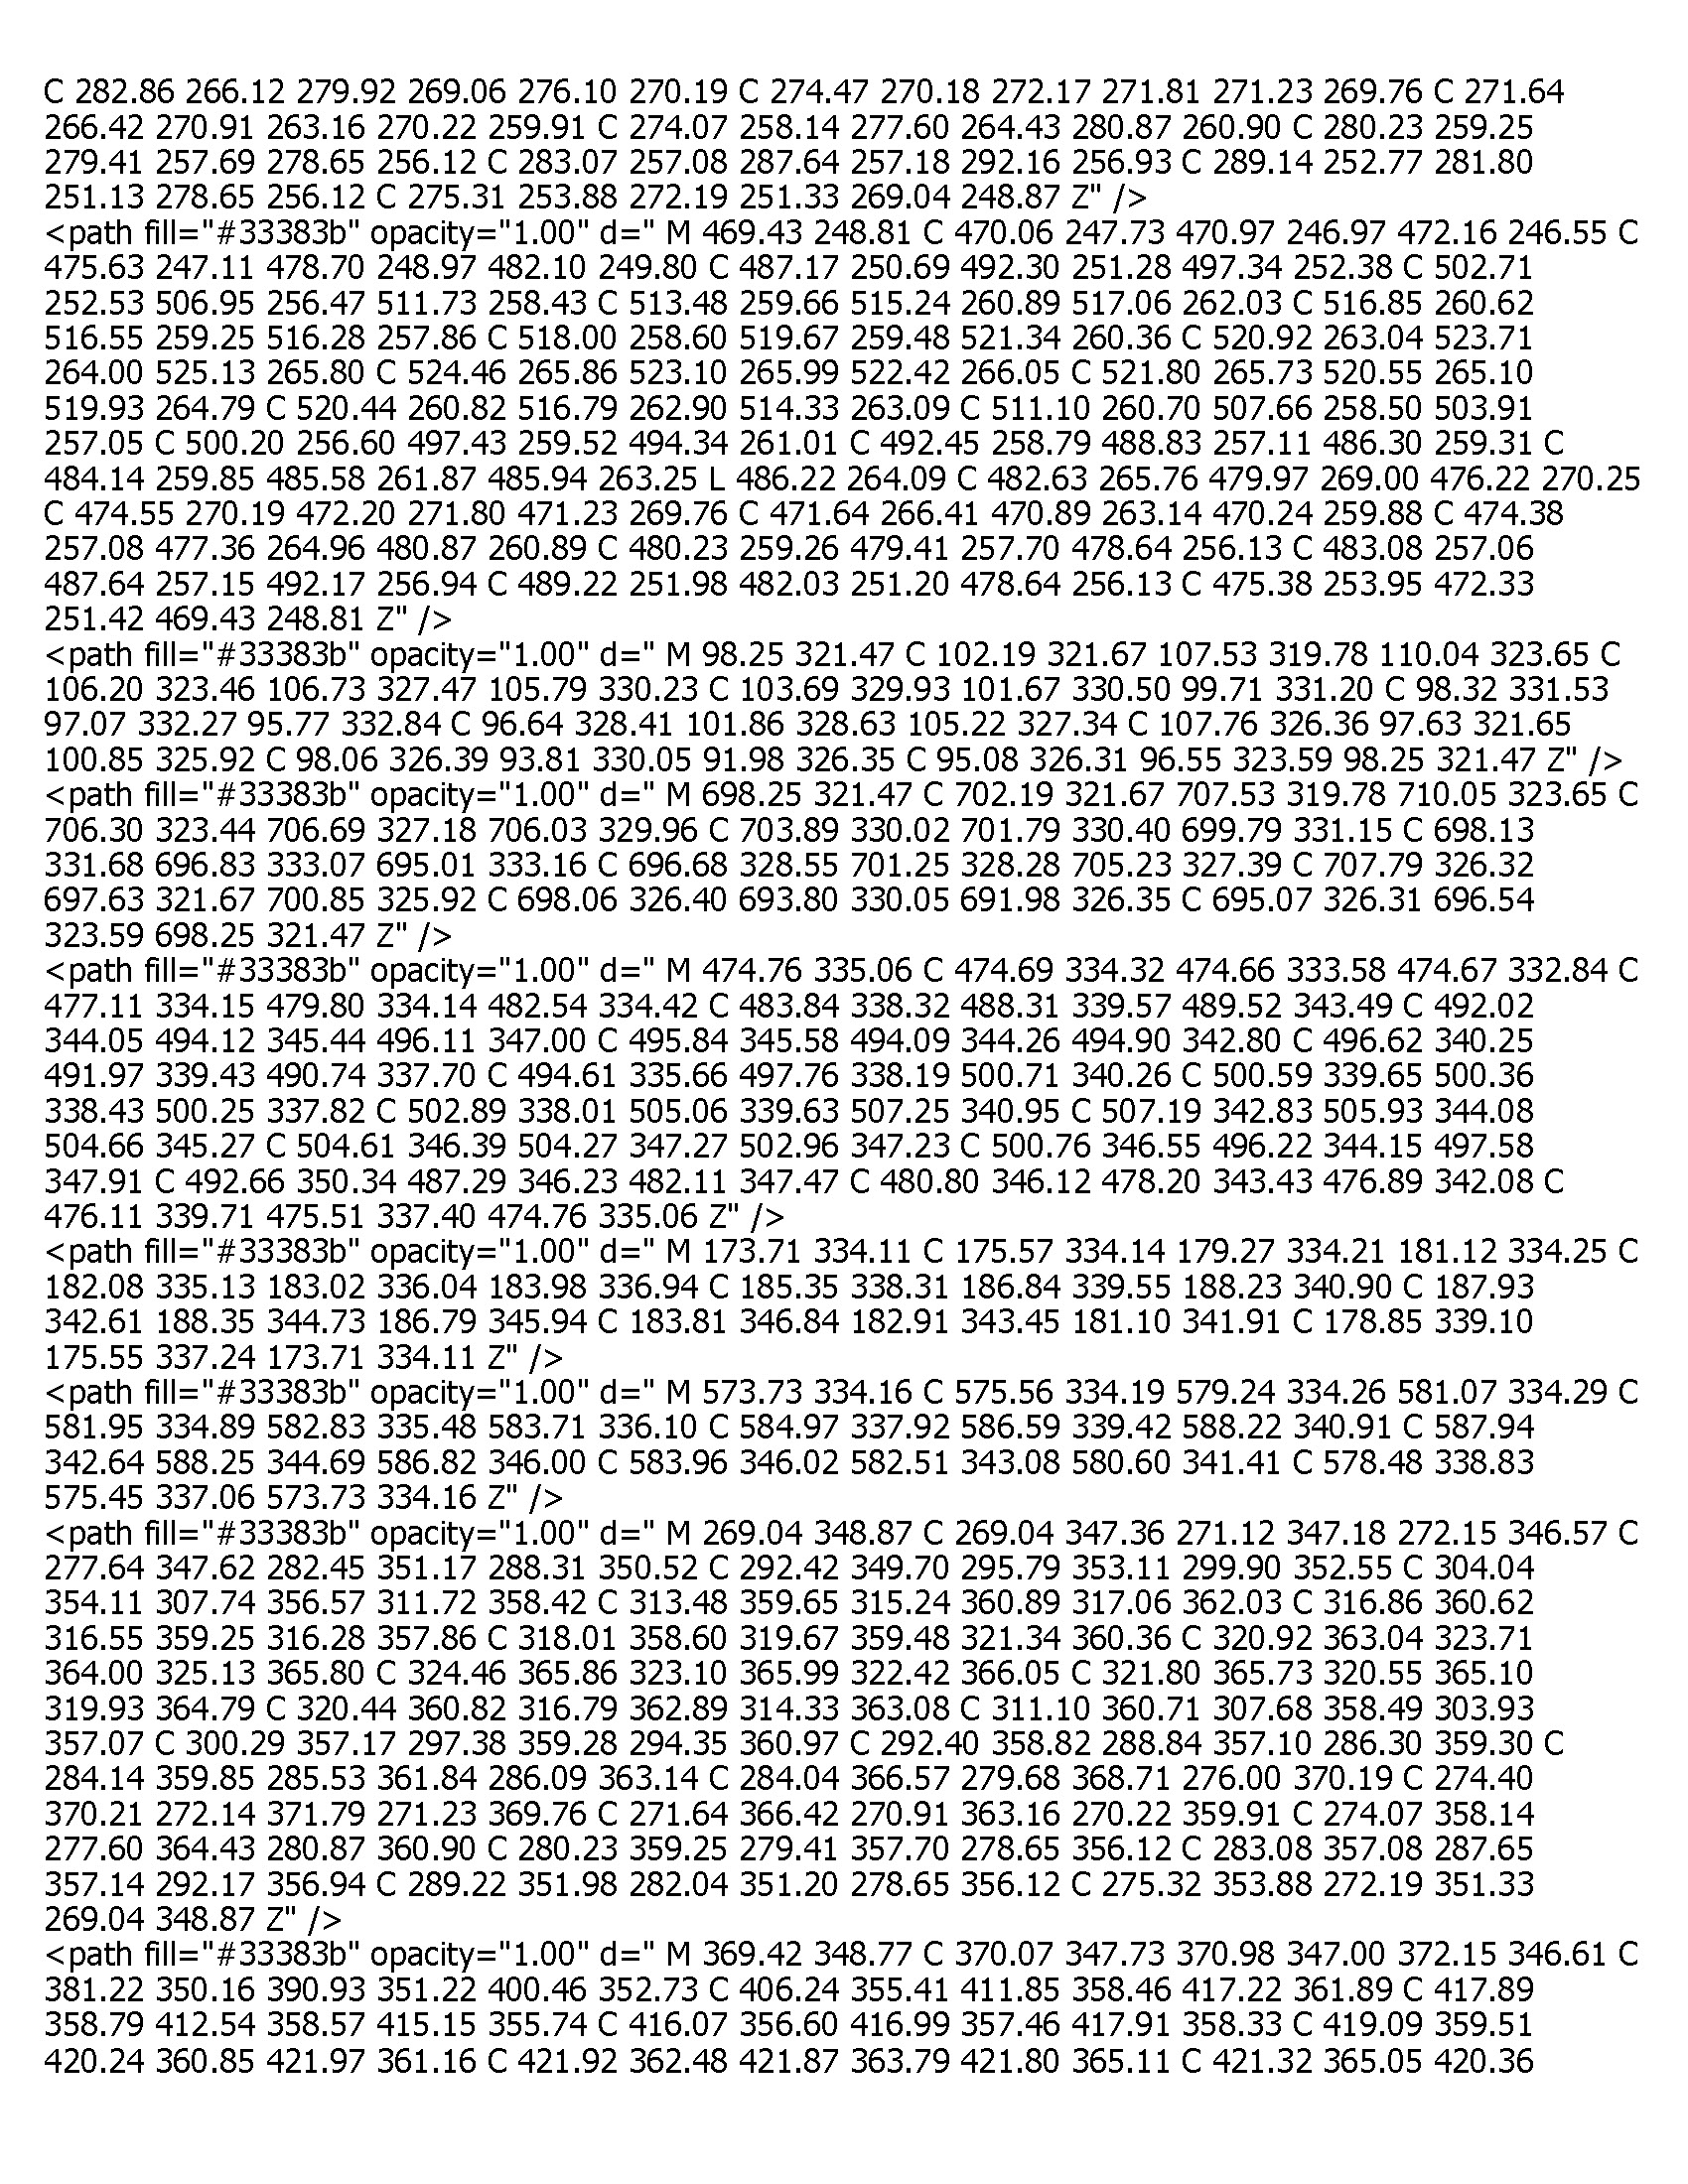 C 282.86 266.12 279.92 269.06 276.10 270.19 C 274.47 270.18 272.17 271.81 271.23 269.76 C 271.64
266.42 270.91 263.16 270.22 259.91 C 274.07 258.14 277.60 264.43 280.87 260.90 C 280.23 259.25
279.41 257.69 278.65 256.12 C 283.07 257.08 287.64 257.18 292.16 256.93 C 289.14 252.77 281.80
251.13 278.65 256.12 C 275.31 253.88 272.19 251.33 269.04 248.87 Z" />
<path fill="#33383b" opacity="1.00" d=" M 469.43 248.81 C 470.06 247.73 470.97 246.97 472.16 246.55 C
475.63 247.11 478.70 248.97 482.10 249.80 C 487.17 250.69 492.30 251.28 497.34 252.38 C 502.71
252.53 506.95 256.47 511.73 258.43 C 513.48 259.66 515.24 260.89 517.06 262.03 C 516.85 260.62
516.55 259.25 516.28 257.86 C 518.00 258.60 519.67 259.48 521.34 260.36 C 520.92 263.04 523.71
264.00 525.13 265.80 C 524.46 265.86 523.10 265.99 522.42 266.05 C 521.80 265.73 520.55 265.10
519.93 264.79 C 520.44 260.82 516.79 262.90 514.33 263.09 C 511.10 260.70 507.66 258.50 503.91
257.05 C 500.20 256.60 497.43 259.52 494.34 261.01 C 492.45 258.79 488.83 257.11 486.30 259.31 C
484.14 259.85 485.58 261.87 485.94 263.25 L 486.22 264.09 C 482.63 265.76 479.97 269.00 476.22 270.25
C 474.55 270.19 472.20 271.80 471.23 269.76 C 471.64 266.41 470.89 263.14 470.24 259.88 C 474.38
257.08 477.36 264.96 480.87 260.89 C 480.23 259.26 479.41 257.70 478.64 256.13 C 483.08 257.06
487.64 257.15 492.17 256.94 C 489.22 251.98 482.03 251.20 478.64 256.13 C 475.38 253.95 472.33
251.42 469.43 248.81 Z" />
<path fill="#33383b" opacity="1.00" d=" M 98.25 321.47 C 102.19 321.67 107.53 319.78 110.04 323.65 C
106.20 323.46 106.73 327.47 105.79 330.23 C 103.69 329.93 101.67 330.50 99.71 331.20 C 98.32 331.53
97.07 332.27 95.77 332.84 C 96.64 328.41 101.86 328.63 105.22 327.34 C 107.76 326.36 97.63 321.65
100.85 325.92 C 98.06 326.39 93.81 330.05 91.98 326.35 C 95.08 326.31 96.55 323.59 98.25 321.47 Z" />
<path fill="#33383b" opacity="1.00" d=" M 698.25 321.47 C 702.19 321.67 707.53 319.78 710.05 323.65 C
706.30 323.44 706.69 327.18 706.03 329.96 C 703.89 330.02 701.79 330.40 699.79 331.15 C 698.13
331.68 696.83 333.07 695.01 333.16 C 696.68 328.55 701.25 328.28 705.23 327.39 C 707.79 326.32
697.63 321.67 700.85 325.92 C 698.06 326.40 693.80 330.05 691.98 326.35 C 695.07 326.31 696.54
323.59 698.25 321.47 Z" />
<path fill="#33383b" opacity="1.00" d=" M 474.76 335.06 C 474.69 334.32 474.66 333.58 474.67 332.84 C
477.11 334.15 479.80 334.14 482.54 334.42 C 483.84 338.32 488.31 339.57 489.52 343.49 C 492.02
344.05 494.12 345.44 496.11 347.00 C 495.84 345.58 494.09 344.26 494.90 342.80 C 496.62 340.25
491.97 339.43 490.74 337.70 C 494.61 335.66 497.76 338.19 500.71 340.26 C 500.59 339.65 500.36
338.43 500.25 337.82 C 502.89 338.01 505.06 339.63 507.25 340.95 C 507.19 342.83 505.93 344.08
504.66 345.27 C 504.61 346.39 504.27 347.27 502.96 347.23 C 500.76 346.55 496.22 344.15 497.58
347.91 C 492.66 350.34 487.29 346.23 482.11 347.47 C 480.80 346.12 478.20 343.43 476.89 342.08 C
476.11 339.71 475.51 337.40 474.76 335.06 Z" />
<path fill="#33383b" opacity="1.00" d=" M 173.71 334.11 C 175.57 334.14 179.27 334.21 181.12 334.25 C
182.08 335.13 183.02 336.04 183.98 336.94 C 185.35 338.31 186.84 339.55 188.23 340.90 C 187.93
342.61 188.35 344.73 186.79 345.94 C 183.81 346.84 182.91 343.45 181.10 341.91 C 178.85 339.10
175.55 337.24 173.71 334.11 Z" />
<path fill="#33383b" opacity="1.00" d=" M 573.73 334.16 C 575.56 334.19 579.24 334.26 581.07 334.29 C
581.95 334.89 582.83 335.48 583.71 336.10 C 584.97 337.92 586.59 339.42 588.22 340.91 C 587.94
342.64 588.25 344.69 586.82 346.00 C 583.96 346.02 582.51 343.08 580.60 341.41 C 578.48 338.83
575.45 337.06 573.73 334.16 Z" />
<path fill="#33383b" opacity="1.00" d=" M 269.04 348.87 C 269.04 347.36 271.12 347.18 272.15 346.57 C
277.64 347.62 282.45 351.17 288.31 350.52 C 292.42 349.70 295.79 353.11 299.90 352.55 C 304.04
354.11 307.74 356.57 311.72 358.42 C 313.48 359.65 315.24 360.89 317.06 362.03 C 316.86 360.62
316.55 359.25 316.28 357.86 C 318.01 358.60 319.67 359.48 321.34 360.36 C 320.92 363.04 323.71
364.00 325.13 365.80 C 324.46 365.86 323.10 365.99 322.42 366.05 C 321.80 365.73 320.55 365.10
319.93 364.79 C 320.44 360.82 316.79 362.89 314.33 363.08 C 311.10 360.71 307.68 358.49 303.93
357.07 C 300.29 357.17 297.38 359.28 294.35 360.97 C 292.40 358.82 288.84 357.10 286.30 359.30 C
284.14 359.85 285.53 361.84 286.09 363.14 C 284.04 366.57 279.68 368.71 276.00 370.19 C 274.40
370.21 272.14 371.79 271.23 369.76 C 271.64 366.42 270.91 363.16 270.22 359.91 C 274.07 358.14
277.60 364.43 280.87 360.90 C 280.23 359.25 279.41 357.70 278.65 356.12 C 283.08 357.08 287.65
357.14 292.17 356.94 C 289.22 351.98 282.04 351.20 278.65 356.12 C 275.32 353.88 272.19 351.33
269.04 348.87 Z" />
<path fill="#33383b" opacity="1.00" d=" M 369.42 348.77 C 370.07 347.73 370.98 347.00 372.15 346.61 C
381.22 350.16 390.93 351.22 400.46 352.73 C 406.24 355.41 411.85 358.46 417.22 361.89 C 417.89
358.79 412.54 358.57 415.15 355.74 C 416.07 356.60 416.99 357.46 417.91 358.33 C 419.09 359.51
420.24 360.85 421.97 361.16 C 421.92 362.48 421.87 363.79 421.80 365.11 C 421.32 365.05 420.36